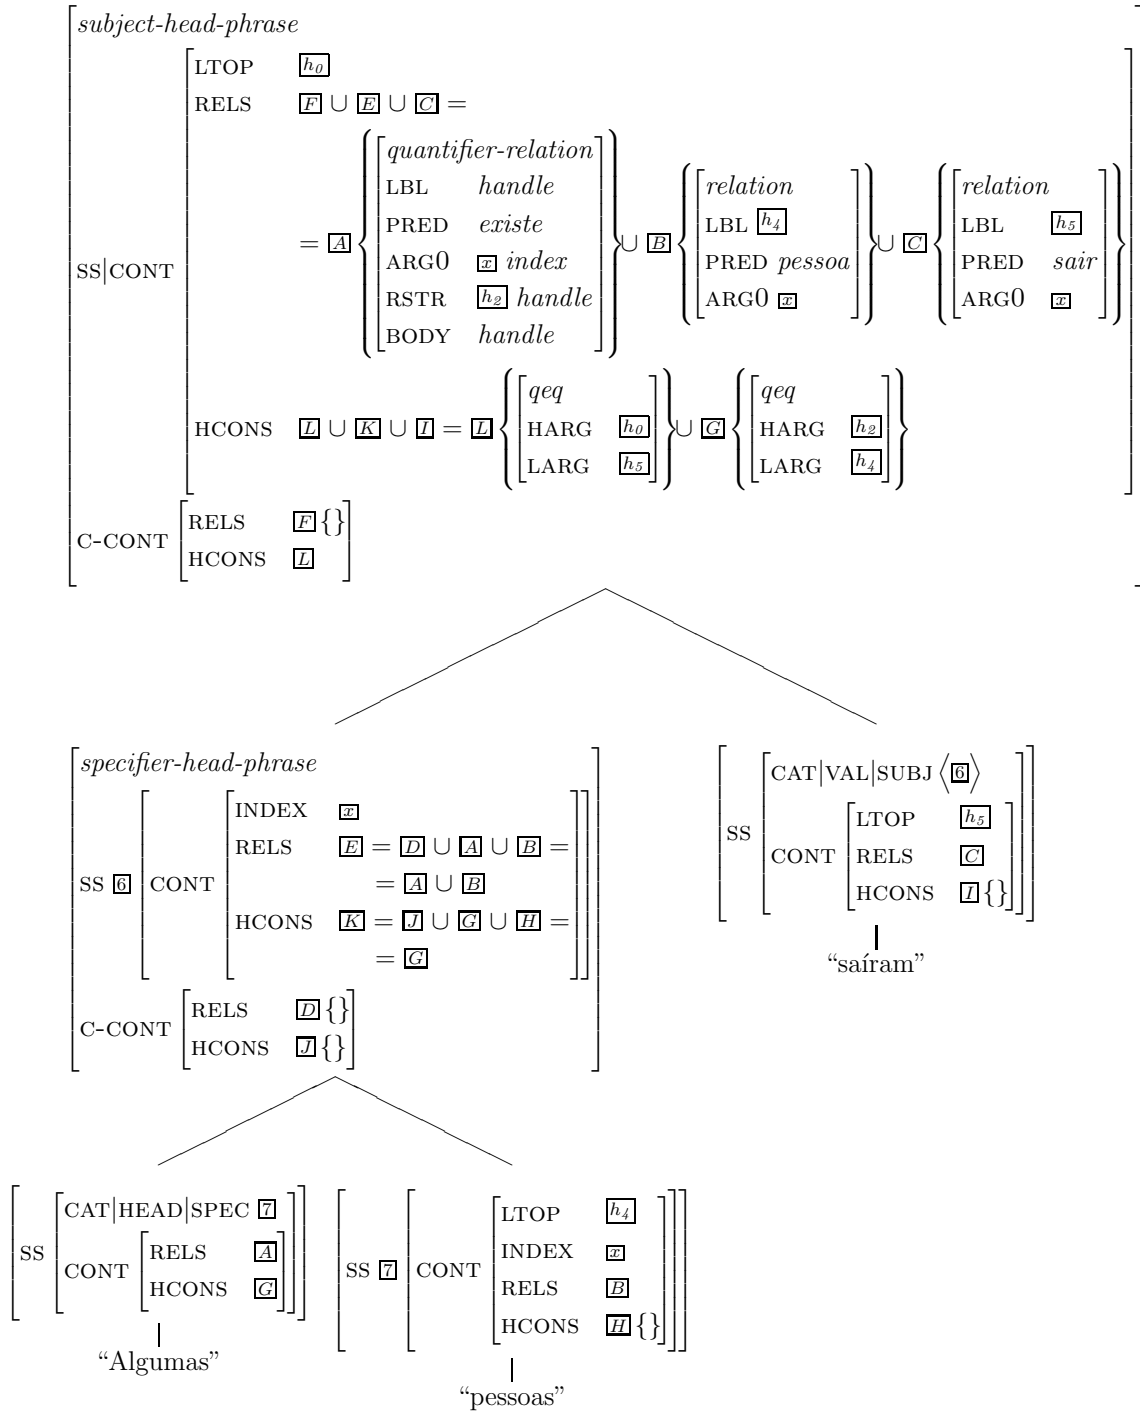 subject-head-phrase
LTOP h0
RELS F ∪ E ∪ C =
quantifier-relation
LBL handle
PRED existe
= A ARG0 x index
RSTR h2 handle
BODY handle
∪ B relation
LBL h4
PRED pessoa
ARG0 x
∪ C relation
LBL h5
PRED sair
ARG0 x
SS|CONT
HCONS L ∪ K ∪ I = L qeq
HARG h0
LARG h5
∪ G qeq
HARG h2
LARG h4
C-CONT RELS F {}
HCONS L
specifier-head-phrase
SS 6 CONT INDEX x
RELS E = D ∪ A ∪ B =
= A ∪ B
HCONS K = J ∪ G ∪ H =
= G
C-CONT RELS D {}
HCONS J {}
SS CAT|VAL|SUBJ ⟨6⟩
CONT LTOP h5
RELS C
HCONS I {}
“saíram”
SS CAT|HEAD|SPEC 7
CONT RELS A
HCONS G
“Algumas”
SS 7 CONT LTOP h4
INDEX x
RELS B
HCONS H {}
“pessoas”